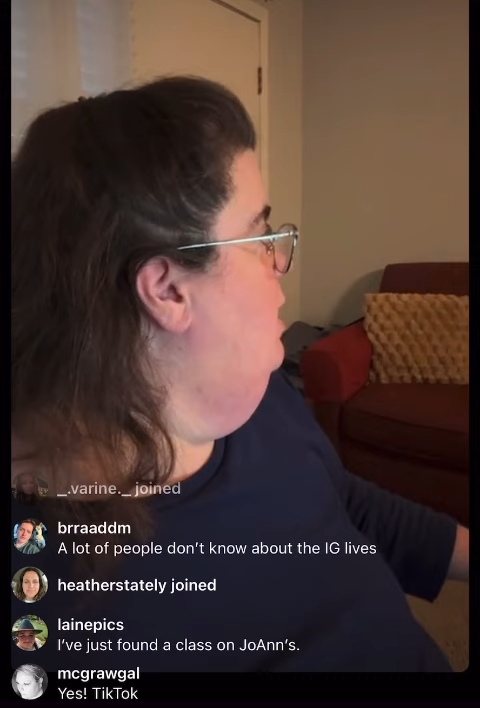 _.varine._ joined
brraaddm
A lot of people don’t know about the IG lives
heatherstately joined
lainepics
I’ve just found a class on JoAnn’s.
mcgrawgal
Yes! TikTok